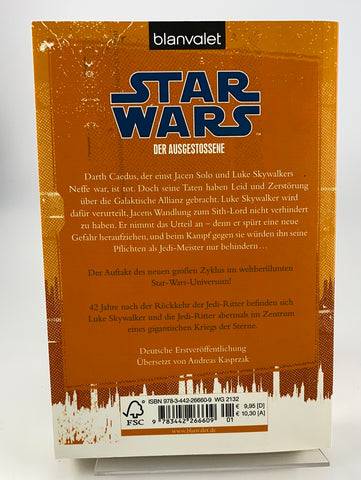 blanvalet
STAR
WARS
DER AUSGESTOSSENE
Darth Caedus, der einst Jacen Solo und Luke Skywalkers
Neffe war, ist tot. Doch seine Taten haben Leid und Zerstörung
über die Galaktische Allianz gebracht. Luke Skywalker wird
dafür verurteilt, Jacens Wandlung zum Sith-Lord nicht verhindert
zu haben. Er nimmt das Urteil an – denn er spürt eine neue
Gefahr heraufziehen, und beim Kampf gegen sie würden ihn seine
Pflichten als Jedi-Meister nur behindern …
Der Auftakt des neuen großen Zyklus im weltberühmten
Star-Wars-Universum!
42 Jahre nach der Rückkehr der Jedi-Ritter befinden sich
Luke Skywalker und die Jedi-Ritter abermals im Zentrum
eines gigantischen Kriegs der Sterne.
Deutsche Erstveröffentlichung
Übersetzt von Andreas Kasprzak
ISBN 978-3-442-26660-9 WG 2132
€ 9,95 [D]
€ 10,30 [A]
FSC
9 783442 266609
01
www.blanvalet.de